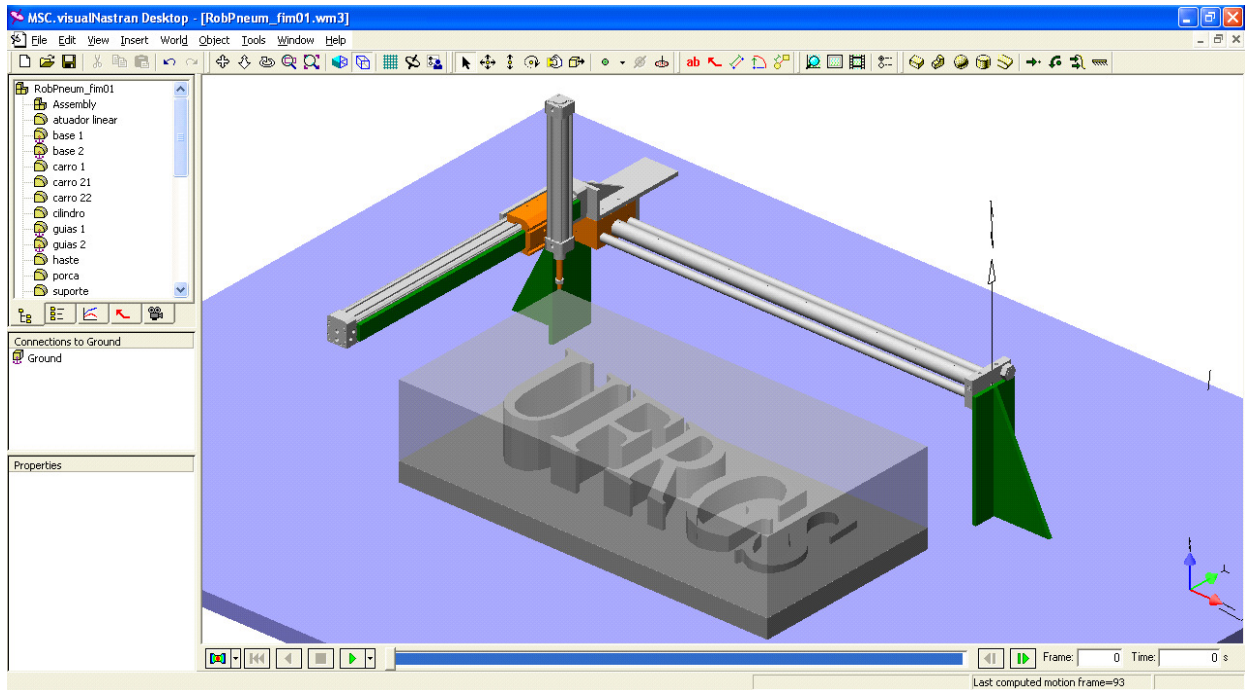 MSC.visualNastran Desktop - [RobPneum_fim01.wm3]
File Edit View Insert World Object Tools Window Help
ab
RobPneum_fim01
Assembly
atuador linear
base 1
base 2
carro 1
carro 21
carro 22
cilindro
guias 1
guias 2
haste
porca
suporte
Connections to Ground
Ground
Properties
UERGS
Frame: 0 Time: 0 s
Last computed motion frame=93